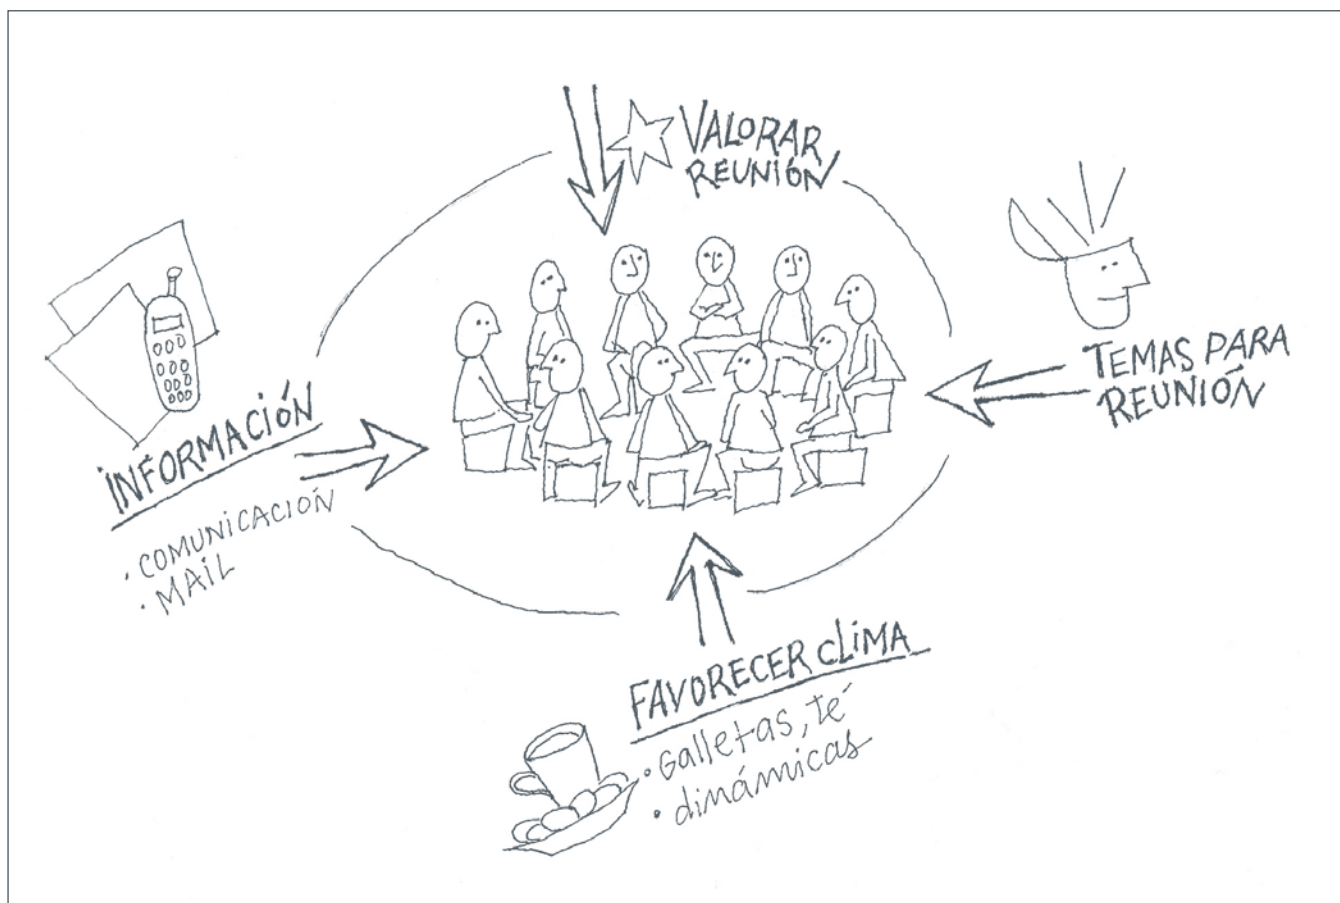 VALORAR
REUNIÓN
TEMAS PARA
REUNIÓN
INFORMACIÓN
· COMUNICACIÓN
· MAIL
FAVORECER CLIMA
· Galletas, té
· dinámicas